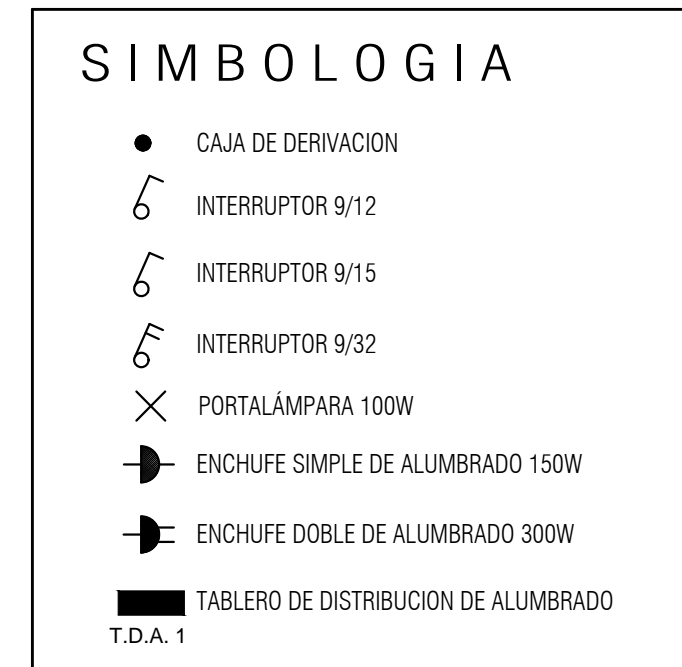 SIMBOLOGIA
CAJA DE DERIVACION
INTERRUPTOR 9/12
INTERRUPTOR 9/15
INTERRUPTOR 9/32
PORTALÁMPARA 100W
ENCHUFE SIMPLE DE ALUMBRADO 150W
ENCHUFE DOBLE DE ALUMBRADO 300W
TABLERO DE DISTRIBUCION DE ALUMBRADO
T.D.A. 1